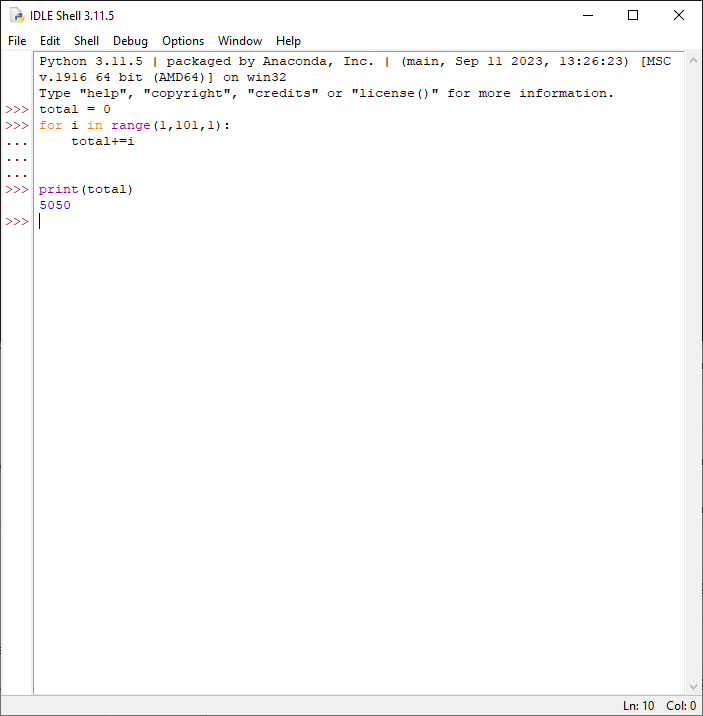 IDLE Shell 3.11.5
File Edit Shell Debug Options Window Help
Python 3.11.5 | packaged by Anaconda, Inc. | (main, Sep 11 2023, 13:26:23) [MSC
v.1916 64 bit (AMD64)] on win32
Type "help", "copyright", "credits" or "license()" for more information.
>>> total = 0
>>> for i in range(1,101,1):
...     total+=i
...
...
>>> print(total)
5050
>>>
Ln: 10 Col: 0